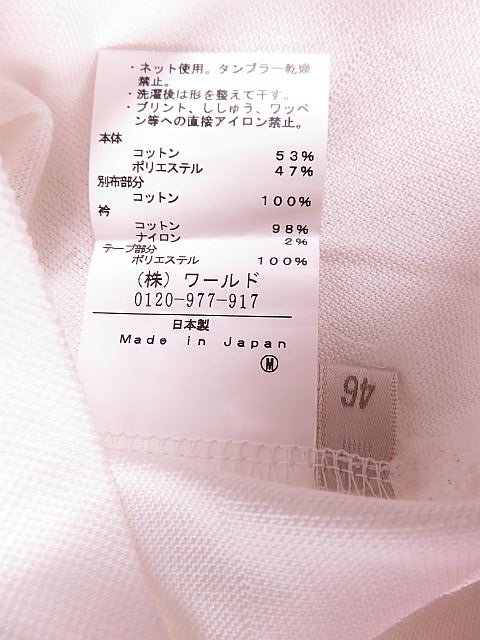 ・ネット使用。タンブラー乾燥
禁止。
・洗濯後は形を整えて干す。
・プリント、ししゅう、ワッペ
ン等への直接アイロン禁止。
本体
コットン 53%
ポリエステル 47%
別布部分
コットン 100%
衿
コットン 98%
ナイロン 2%
テープ部分
ポリエステル 100%
(株) ワールド
0120-977-917
日本製
Made in Japan
Ⓜ
46